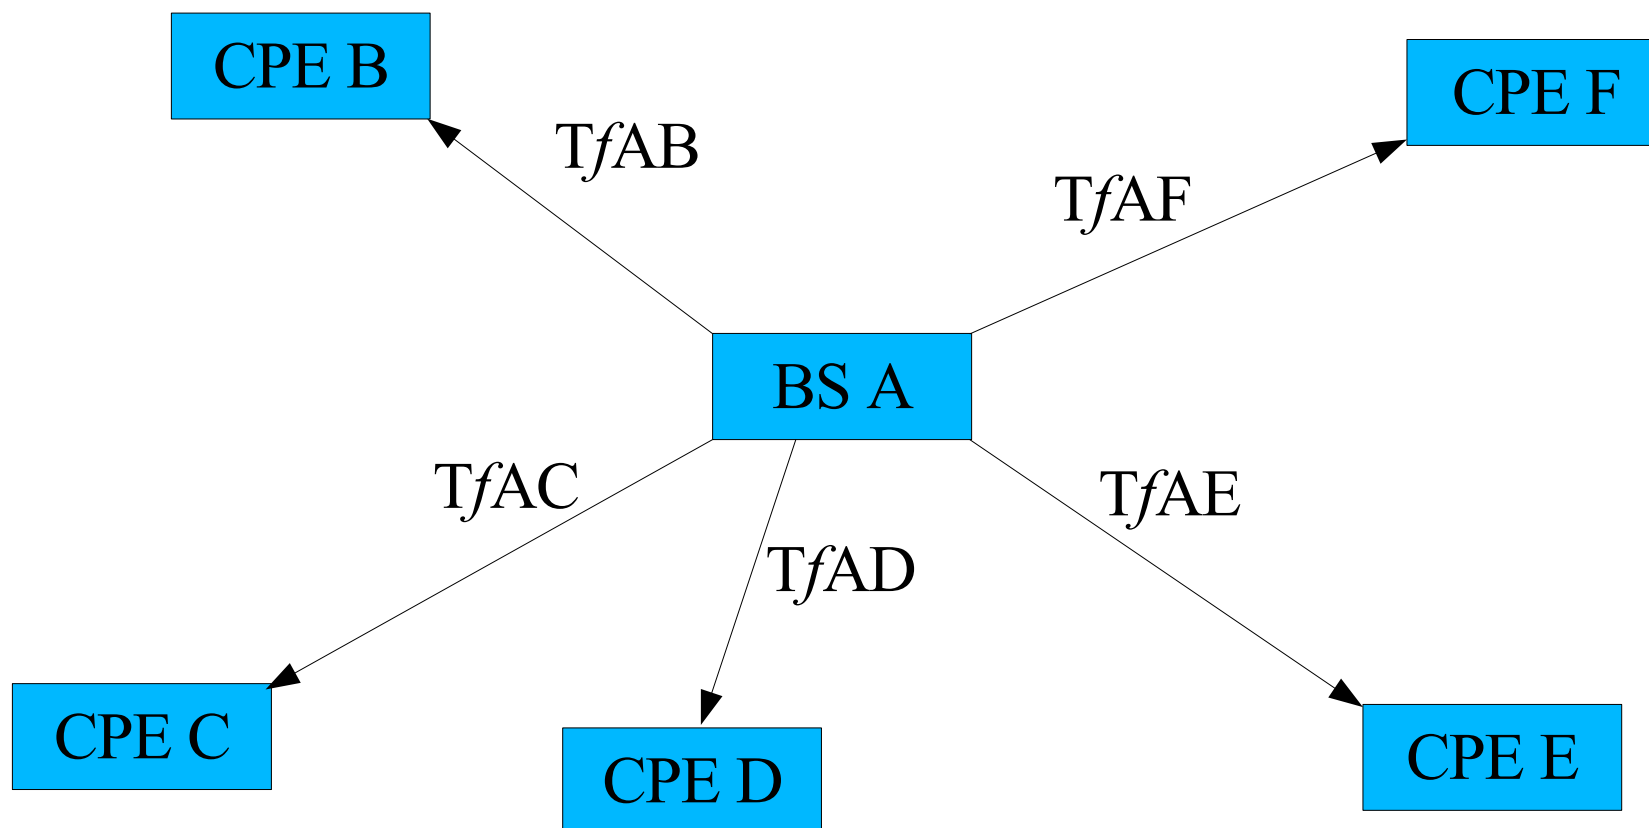 CPE B
CPE F
TfAB
TfAF
BS A
TfAC
TfAE
TfAD
CPE C
CPE D
CPE E